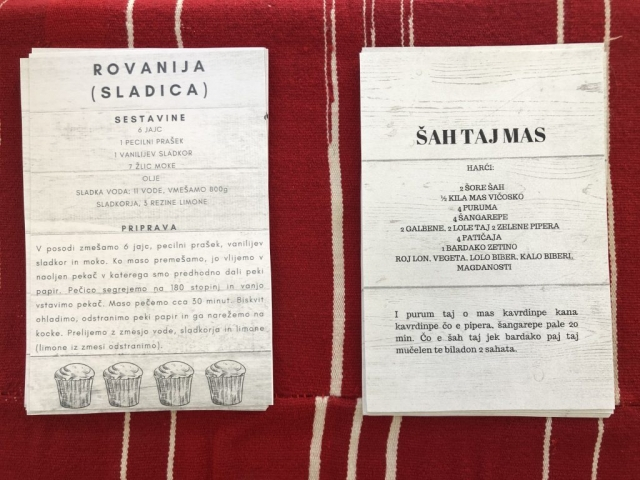 ROVANIJA
(SLADICA)
SESTAVINE
6 JAJC
1 PECILNI PRAŠEK
1 VANILIJEV SLADKOR
7 ŽLIC MOKE
OLJE
SLADKA VODA: 1l VODE, VMEŠAMO 800g
SLADKORJA, 3 REZINE LIMONE
PRIPRAVA
V posodi zmešamo 6 jajc, pecilni prašek, vanilijev
sladkor in moko. Ko maso premešamo, jo vlijemo v
naoljen pekač v katerega smo predhodno dali peki
papir. Pečico segrejemo na 180 stopinj in vanjo
vstavimo pekač. Maso pečemo cca 30 minut. Biskvit
ohladimo, odstranimo peki papir in ga narežemo na
kocke. Prelijemo z zmesjo vode, sladkorja in limone
(limone iz zmesi odstranimo).
ŠAH TAJ MAS
HARČI:
2 ŠORE ŠAH
½ KILA MAS VIĆOSKO
4 PURUMA
4 ŠANGAREPE
2 GALBENE, 2 LOLE TAJ 2 ZELENE PIPERA
4 PATIČAJA
1 BARDAKO ZETINO
ROJ LON, VEGETA, LOLO BIBER, KALO BIBERI,
MAGDANOSTI
I purum taj o mas kavrdinpe kana
kavrdinpe čo e pipera, šangarepe pale 20
min. Čo e šah taj jek bardako paj taj
mučelen te biladon 2 sahata.